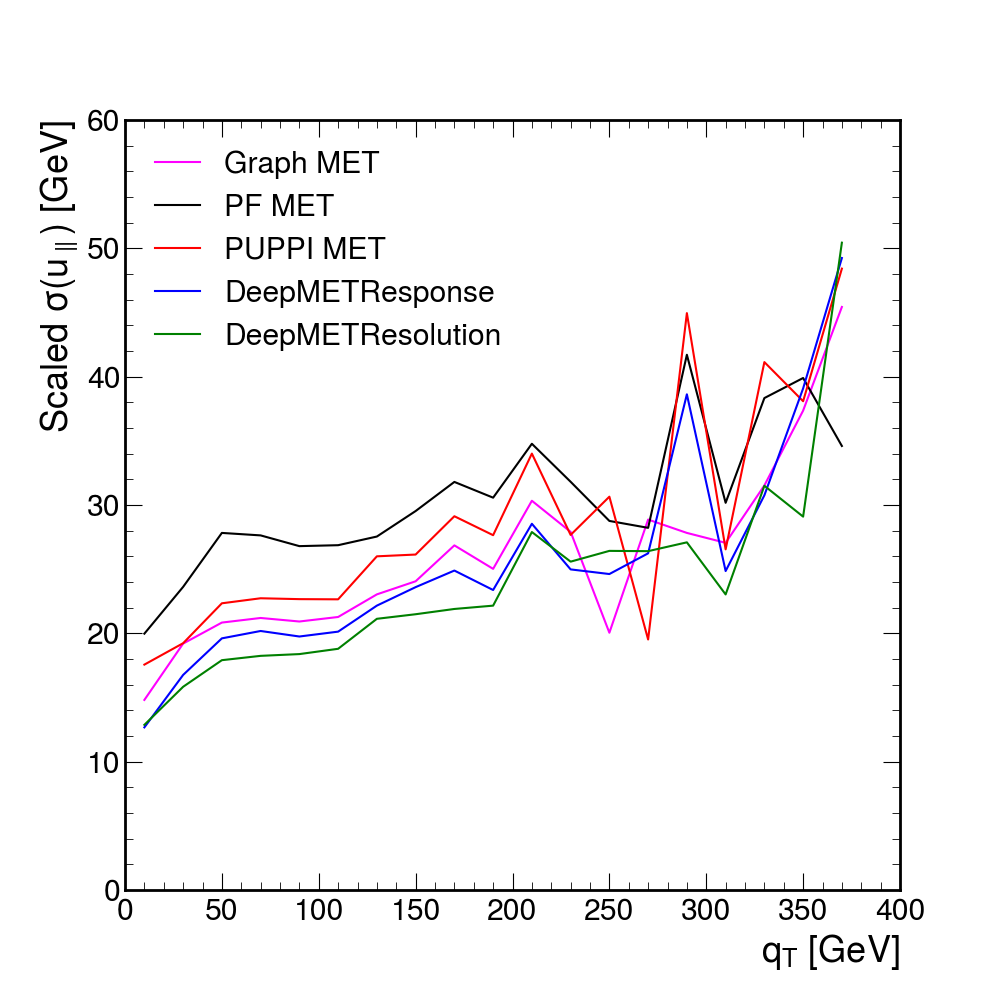 Scaled σ(u∥) [GeV]
60
50
40
30
20
10
0
Graph MET
PF MET
PUPPI MET
DeepMETResponse
DeepMETResolution
0 50 100 150 200 250 300 350 400
qT [GeV]